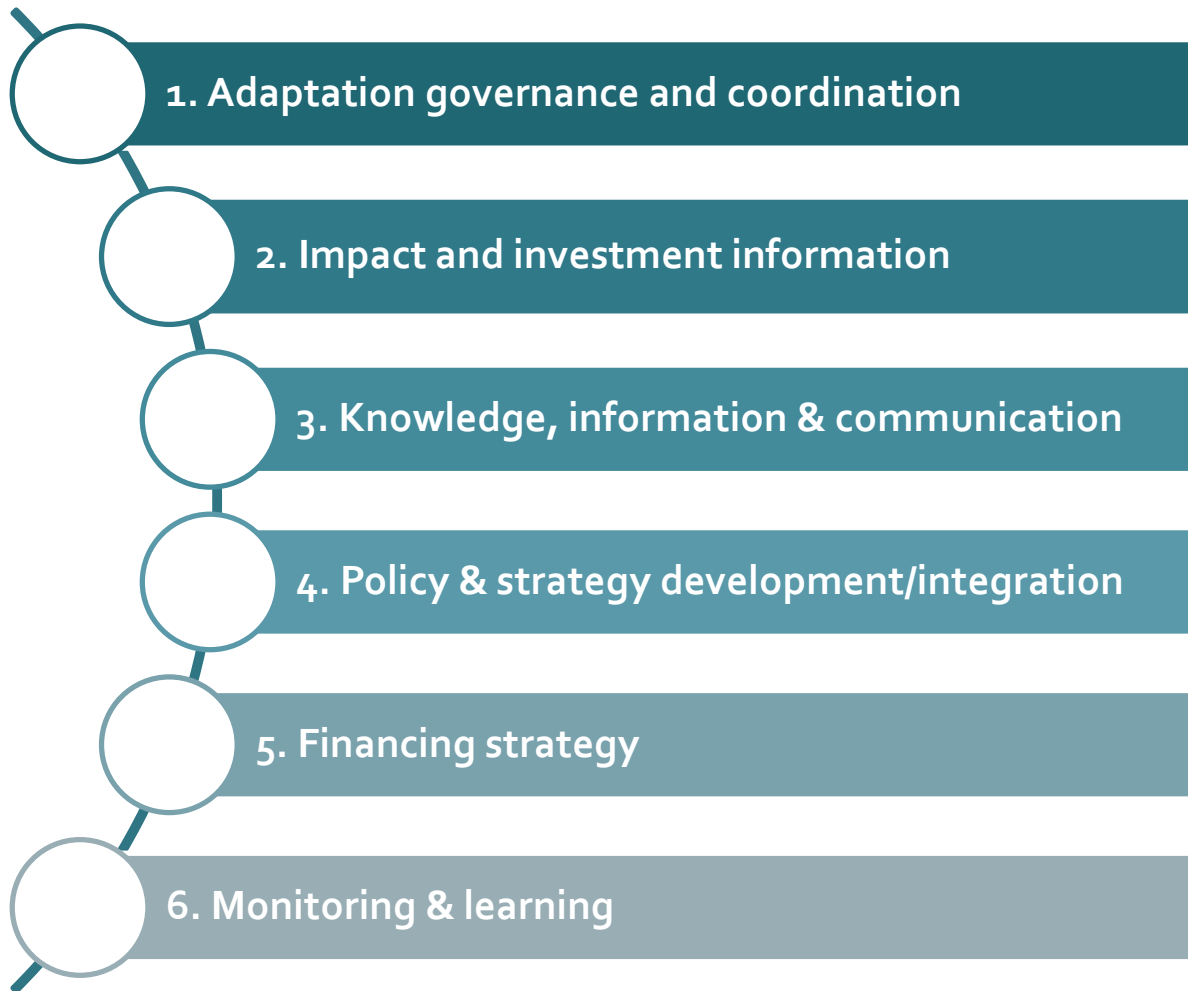 1. Adaptation governance and coordination
2. Impact and investment information
3. Knowledge, information & communication
4. Policy & strategy development/integration
5. Financing strategy
6. Monitoring & learning